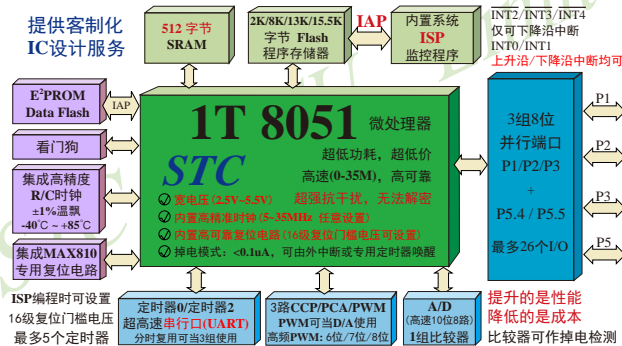 提供客制化
IC设计服务
512 字节
SRAM
2K/8K/13K/15.5K
字节 Flash
程序存储器
IAP
内置系统
ISP
监控程序
INT2/INT3/INT4
仅可下降沿中断
INT0/INT1
上升沿/下降沿中断均可
E²PROM
Data Flash
IAP
看门狗
集成高精度
R/C时钟
±1%温飘
-40℃ ~ +85℃
集成MAX810
专用复位电路
1T 8051 微处理器
STC
超低功耗，超低价
高速(0-35M)，高可靠
超强抗干扰，无法解密
宽电压(2.5V~5.5V)
内置高精准时钟(5~35MHz 任意设置)
内置高可靠复位电路(16级复位门槛电压可设置)
掉电模式：<0.1uA，可由外中断或专用定时器唤醒
3组8位
并行端口
P1/P2/P3
+
P5.4 / P5.5
最多26个I/O
P1
P2
P3
P5
ISP编程时可设置
16级复位门槛电压
最多5个定时器
定时器0/定时器2
超高速串行口(UART)
分时复用可当3组使用
3路CCP/PCA/PWM
PWM可当D/A使用
高频PWM: 6位/7位/8位
A/D
(高速10位8路)
1组比较器
提升的是性能
降低的是成本
比较器可作掉电检测